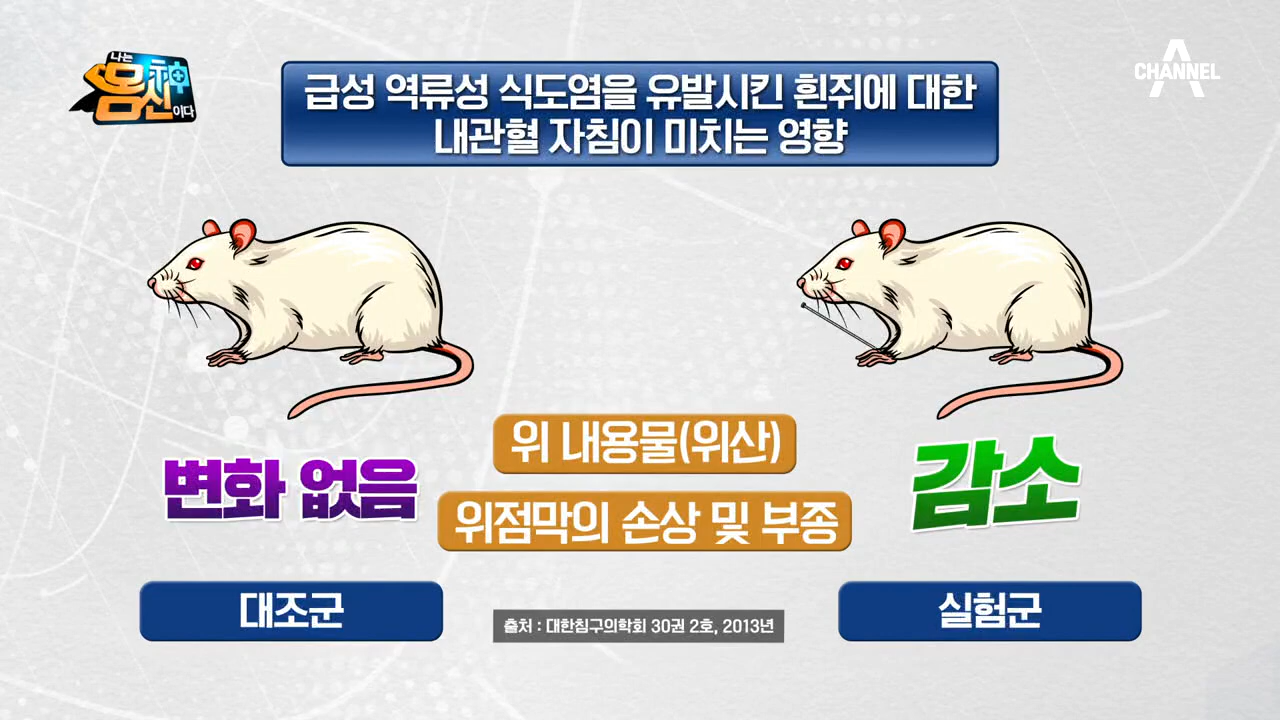 나는
몸신
神
이다
CHANNEL A
급성 역류성 식도염을 유발시킨 흰쥐에 대한
내관혈 자침이 미치는 영향
위 내용물(위산)
변화 없음
감소
위점막의 손상 및 부종
대조군
실험군
출처 : 대한침구의학회 30권 2호, 2013년